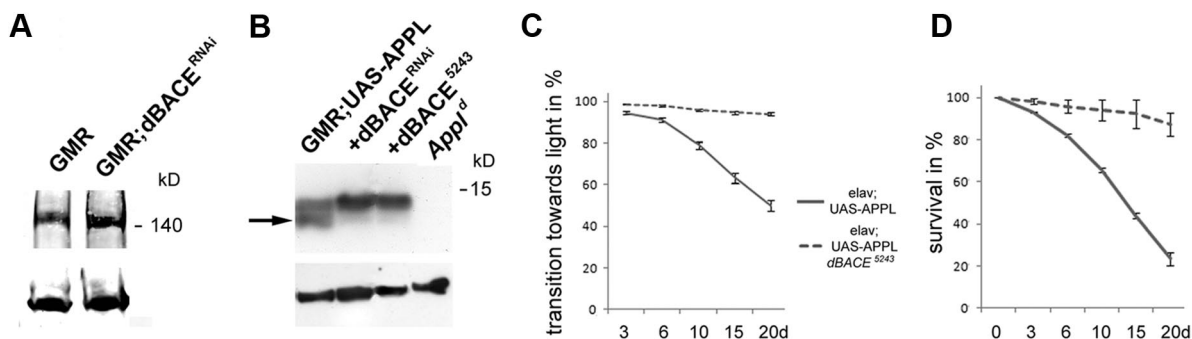 A
GMR
GMR; dBACE RNAi
kD
- 140
B
GMR;UAS-APPL
+dBACE RNAi
+dBACE 5243
Appl d
kD
-15
C
transition towards light in %
100
80
60
40
20
0
3 6 10 15 20d
elav;
UAS-APPL
elav;
UAS-APPL
dBACE 5243
D
survival in %
100
80
60
40
20
0
0 3 6 10 15 20d